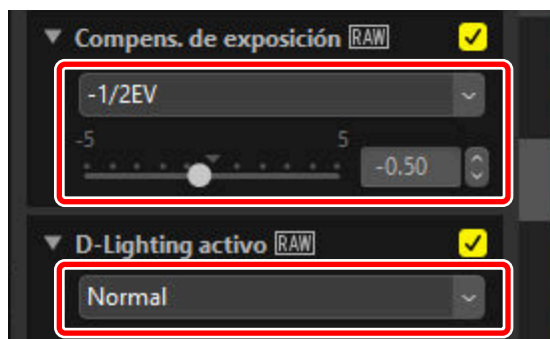 Compens. de exposición RAW
-1/2EV
-5 5
-0.50
D-Lighting activo RAW
Normal